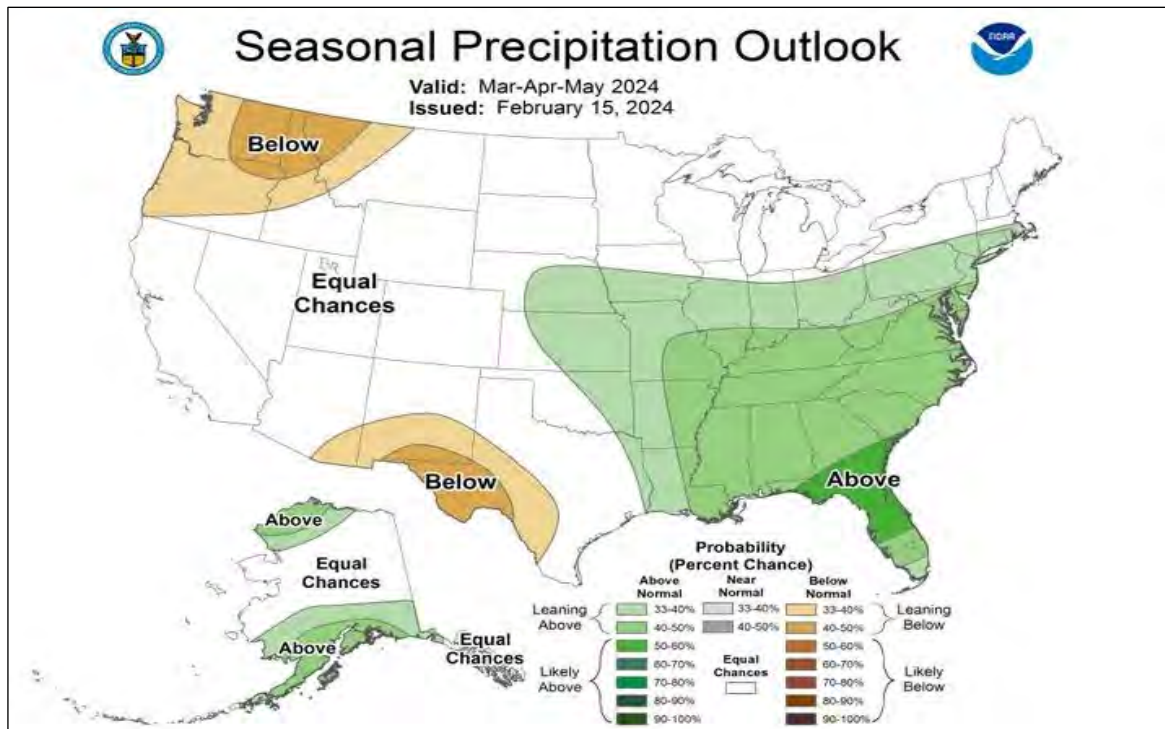 Seasonal Precipitation Outlook
NOAA
Valid: Mar-Apr-May 2024
Issued: February 15, 2024
Below
Equal
Chances
Below
Above
Above
Equal
Chances
Above
Equal
Chances
Probability
(Percent Chance)
Above Normal
Near Normal
Below Normal
Leaning Above
33-40%
40-50%
50-60%
60-70%
70-80%
80-90%
90-100%
Likely Above
33-40%
40-50%
Equal Chances
33-40%
40-50%
50-60%
60-70%
70-80%
80-90%
90-100%
Leaning Below
Likely Below